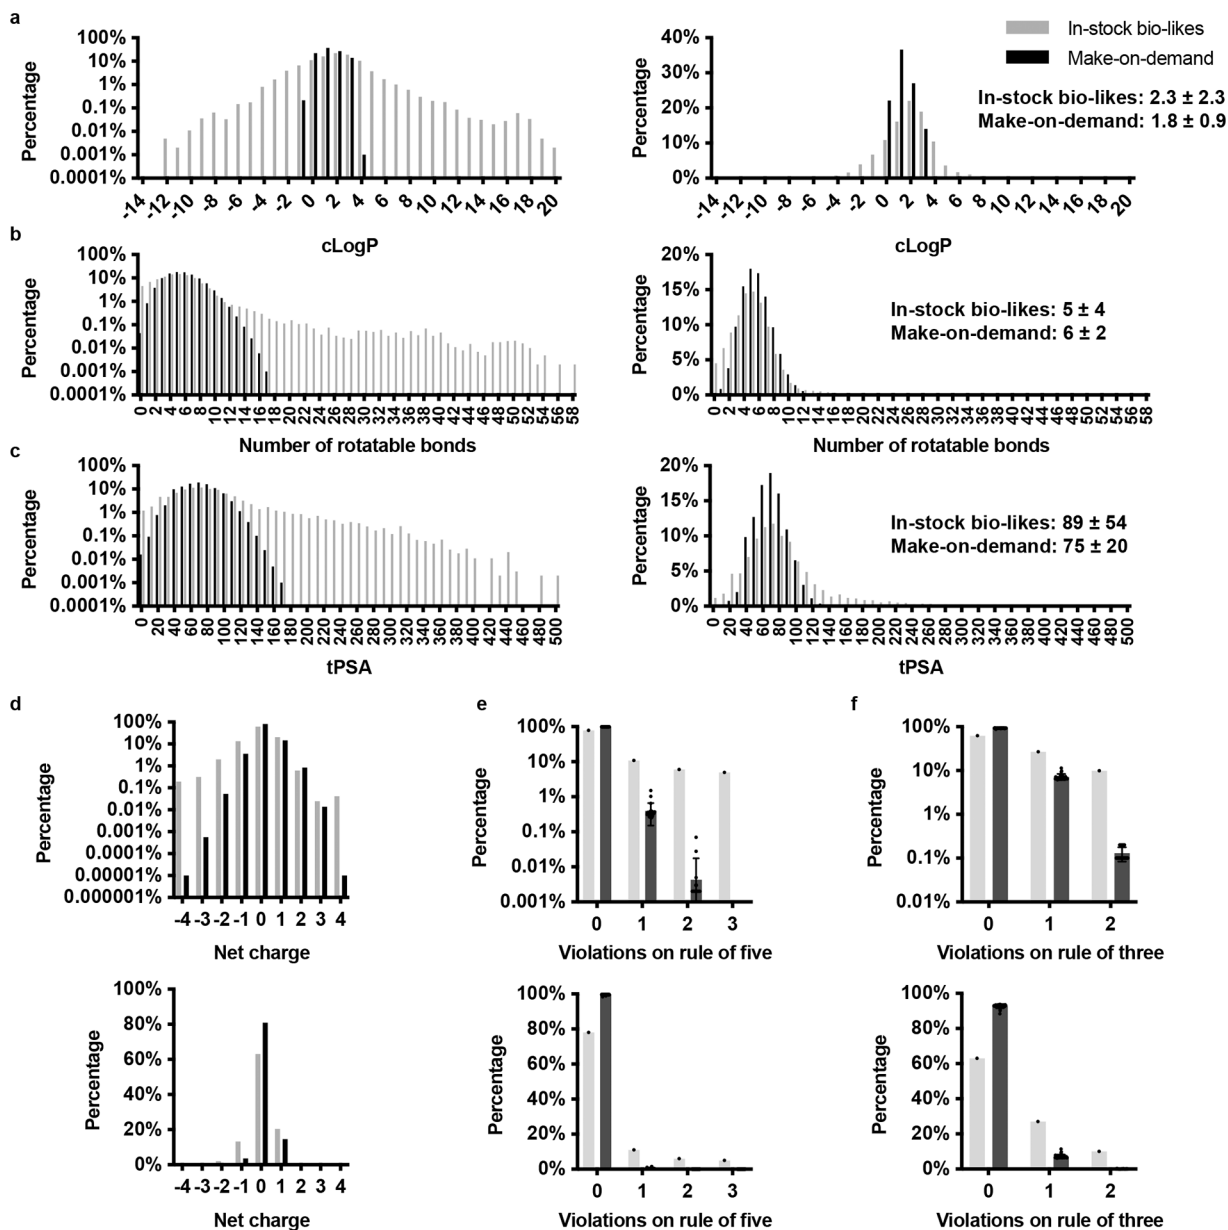 a
100%
10%
1%
0.1%
0.01%
0.001%
0.0001%
Percentage
-14 -12 -10 -8 -6 -4 -2 0 2 4 6 8 10 12 14 16 18 20
cLogP
40%
30%
20%
10%
0%
Percentage
-14 -12 -10 -8 -6 -4 -2 0 2 4 6 8 10 12 14 16 18 20
cLogP
In-stock bio-likes
Make-on-demand
In-stock bio-likes: 2.3 ± 2.3
Make-on-demand: 1.8 ± 0.9
b
100%
10%
1%
0.1%
0.01%
0.001%
0.0001%
Percentage
0 2 4 6 8 10 12 14 16 18 20 22 24 26 28 30 32 34 36 38 40 42 44 46 48 50 52 54 56 58
Number of rotatable bonds
20%
15%
10%
5%
0%
Percentage
0 2 4 6 8 10 12 14 16 18 20 22 24 26 28 30 32 34 36 38 40 42 44 46 48 50 52 54 56 58
Number of rotatable bonds
In-stock bio-likes: 5 ± 4
Make-on-demand: 6 ± 2
c
100%
10%
1%
0.1%
0.01%
0.001%
0.0001%
Percentage
0 20 40 60 80 100 120 140 160 180 200 220 240 260 280 300 320 340 360 380 400 420 440 460 480 500
tPSA
20%
15%
10%
5%
0%
Percentage
0 20 40 60 80 100 120 140 160 180 200 220 240 260 280 300 320 340 360 380 400 420 440 460 480 500
tPSA
In-stock bio-likes: 89 ± 54
Make-on-demand: 75 ± 20
d
100%
10%
1%
0.1%
0.01%
0.001%
0.0001%
0.00001%
0.000001%
Percentage
-4 -3 -2 -1 0 1 2 3 4
Net charge
e
100%
10%
1%
0.1%
0.01%
0.001%
Percentage
0 1 2 3
Violations on rule of five
f
100%
10%
1%
0.1%
0.01%
Percentage
0 1 2
Violations on rule of three
100%
80%
60%
40%
20%
0%
Percentage
-4 -3 -2 -1 0 1 2 3 4
Net charge
100%
80%
60%
40%
20%
0%
Percentage
0 1 2 3
Violations on rule of five
100%
80%
60%
40%
20%
0%
Percentage
0 1 2
Violations on rule of three